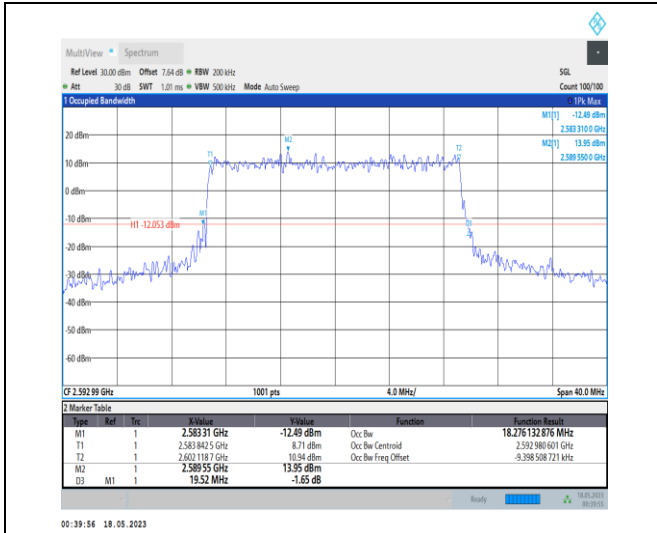 MultiView Spectrum
Ref Level 30.00 dBm Offset 7.64 dB RBW 200 kHz SGL
Att 30 dB SWT 1.01 ms VBW 500 kHz Mode Auto Sweep Count 100/100
1 Occupied Bandwidth 1Pk Max
M1[1] -12.49 dBm
2.583 310 0 GHz
M2[1] 13.95 dBm
2.589 550 0 GHz
20 dBm
M2
T1 T2
10 dBm
0 dBm
-10 dBm
M1
H1 -12.053 dBm
D3
-20 dBm
-30 dBm
-40 dBm
-50 dBm
-60 dBm
CF 2.592 99 GHz 1001 pts 4.0 MHz/ Span 40.0 MHz
2 Marker Table
Type Ref Trc X-Value Y-Value Function Function Result
M1 1 2.583 31 GHz -12.49 dBm Occ Bw 18.276 132 876 MHz
T1 1 2.583 842 5 GHz 8.71 dBm Occ Bw Centroid 2.592 980 601 GHz
T2 1 2.602 118 7 GHz 10.94 dBm Occ Bw Freq Offset -9.398 508 721 kHz
M2 1 2.589 55 GHz 13.95 dBm
D3 M1 1 19.52 MHz -1.65 dB
Ready 18.05.2023
00:39:55
00:39:56 18.05.2023